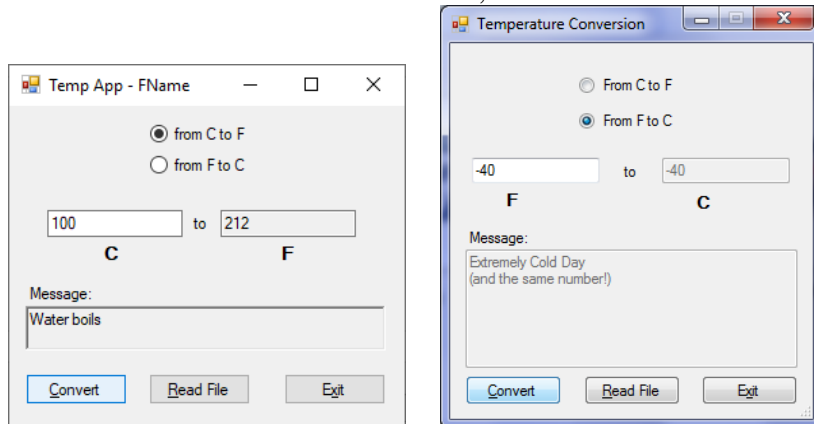 Temp App - FName
from C to F
from F to C
100 to 212
C F
Message:
Water boils
Convert Read File Exit
Temperature Conversion
From C to F
From F to C
-40 to -40
F C
Message:
Extremely Cold Day
(and the same number!)
Convert Read File Exit